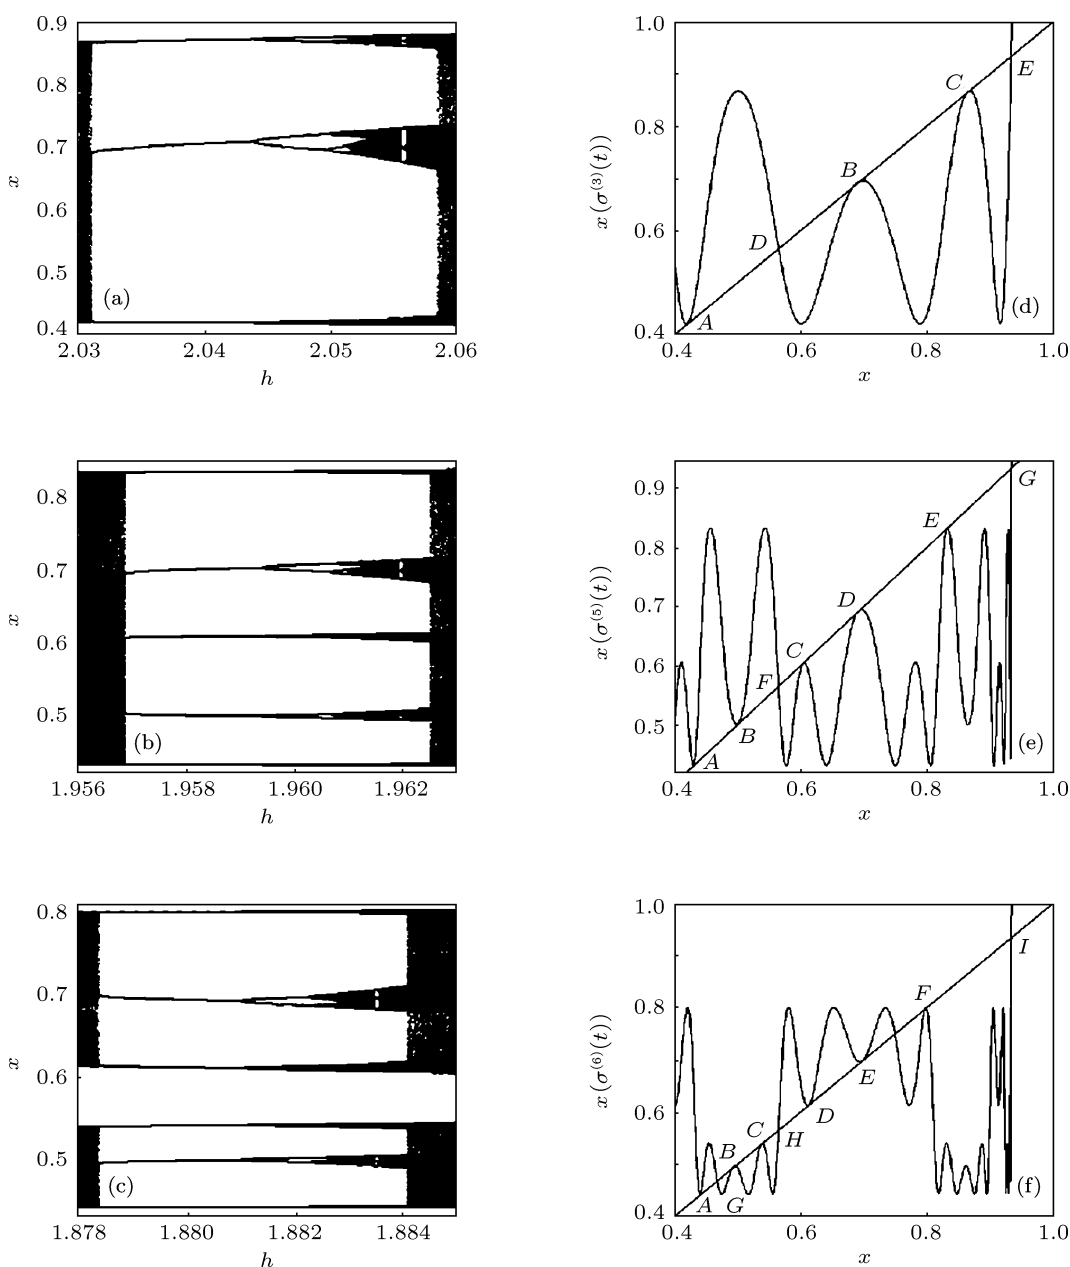 0.9
0.8
0.7
0.6
0.5
0.4
x
(a)
2.03 2.04 2.05 2.06
h
1.0
0.8
0.6
0.4
x(σ(3)(t))
A B C D E
(d)
0.4 0.6 0.8 1.0
x
0.8
0.7
0.6
0.5
x
(b)
1.956 1.958 1.960 1.962
h
0.9
0.8
0.7
0.6
0.5
x(σ(5)(t))
A B C D E F G
(e)
0.4 0.6 0.8 1.0
x
0.8
0.7
0.6
0.5
x
(c)
1.878 1.880 1.882 1.884
h
1.0
0.8
0.6
0.4
x(σ(6)(t))
A B C D E F G H I
(f)
0.4 0.6 0.8 1.0
x